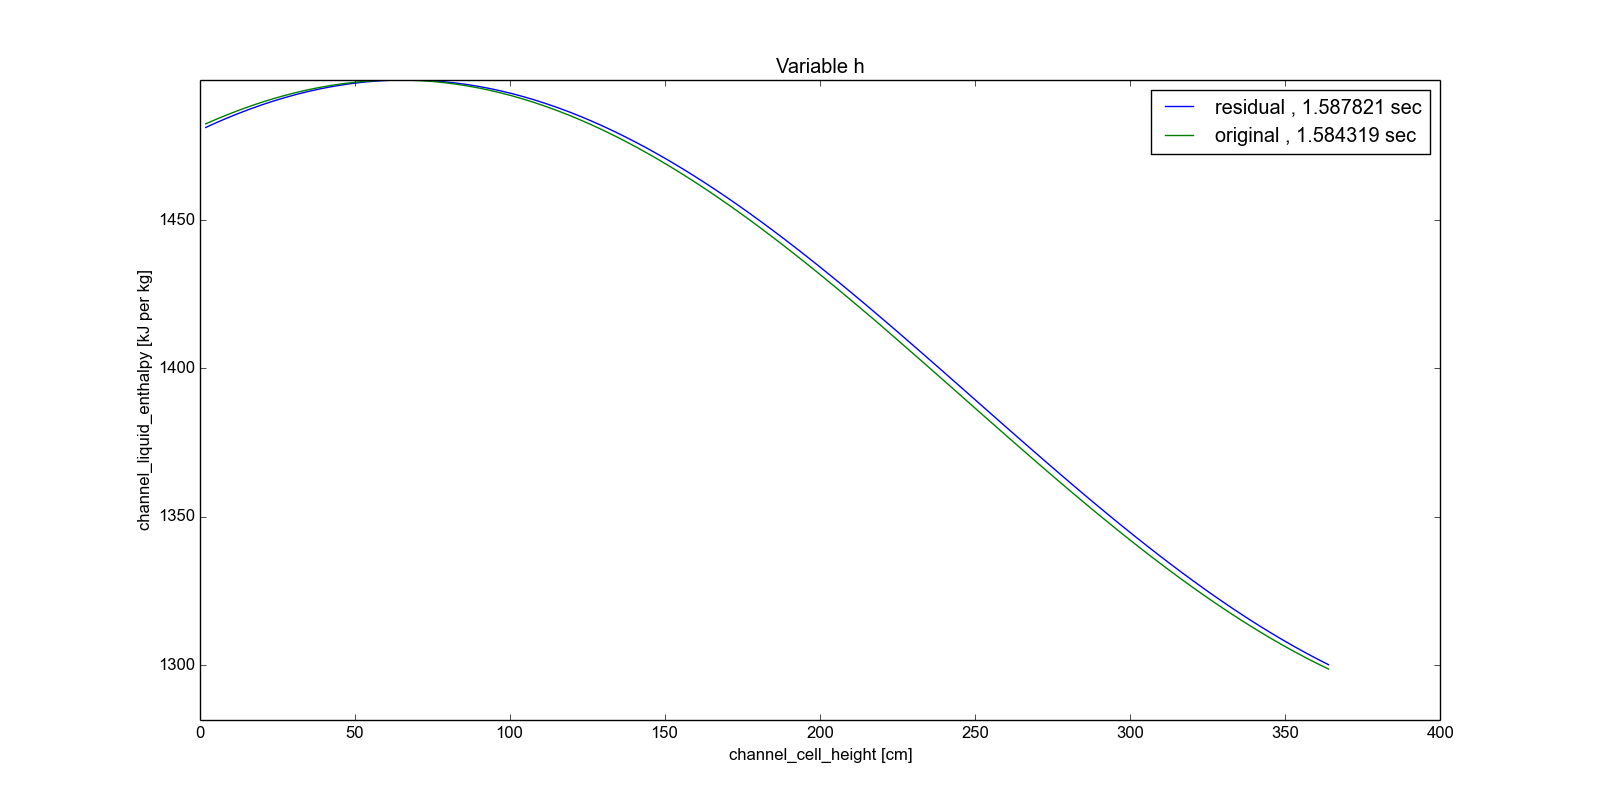 Variable h
residual , 1.587821 sec
original , 1.584319 sec
channel_liquid_enthalpy [kJ per kg]
1450
1400
1350
1300
0 50 100 150 200 250 300 350 400
channel_cell_height [cm]